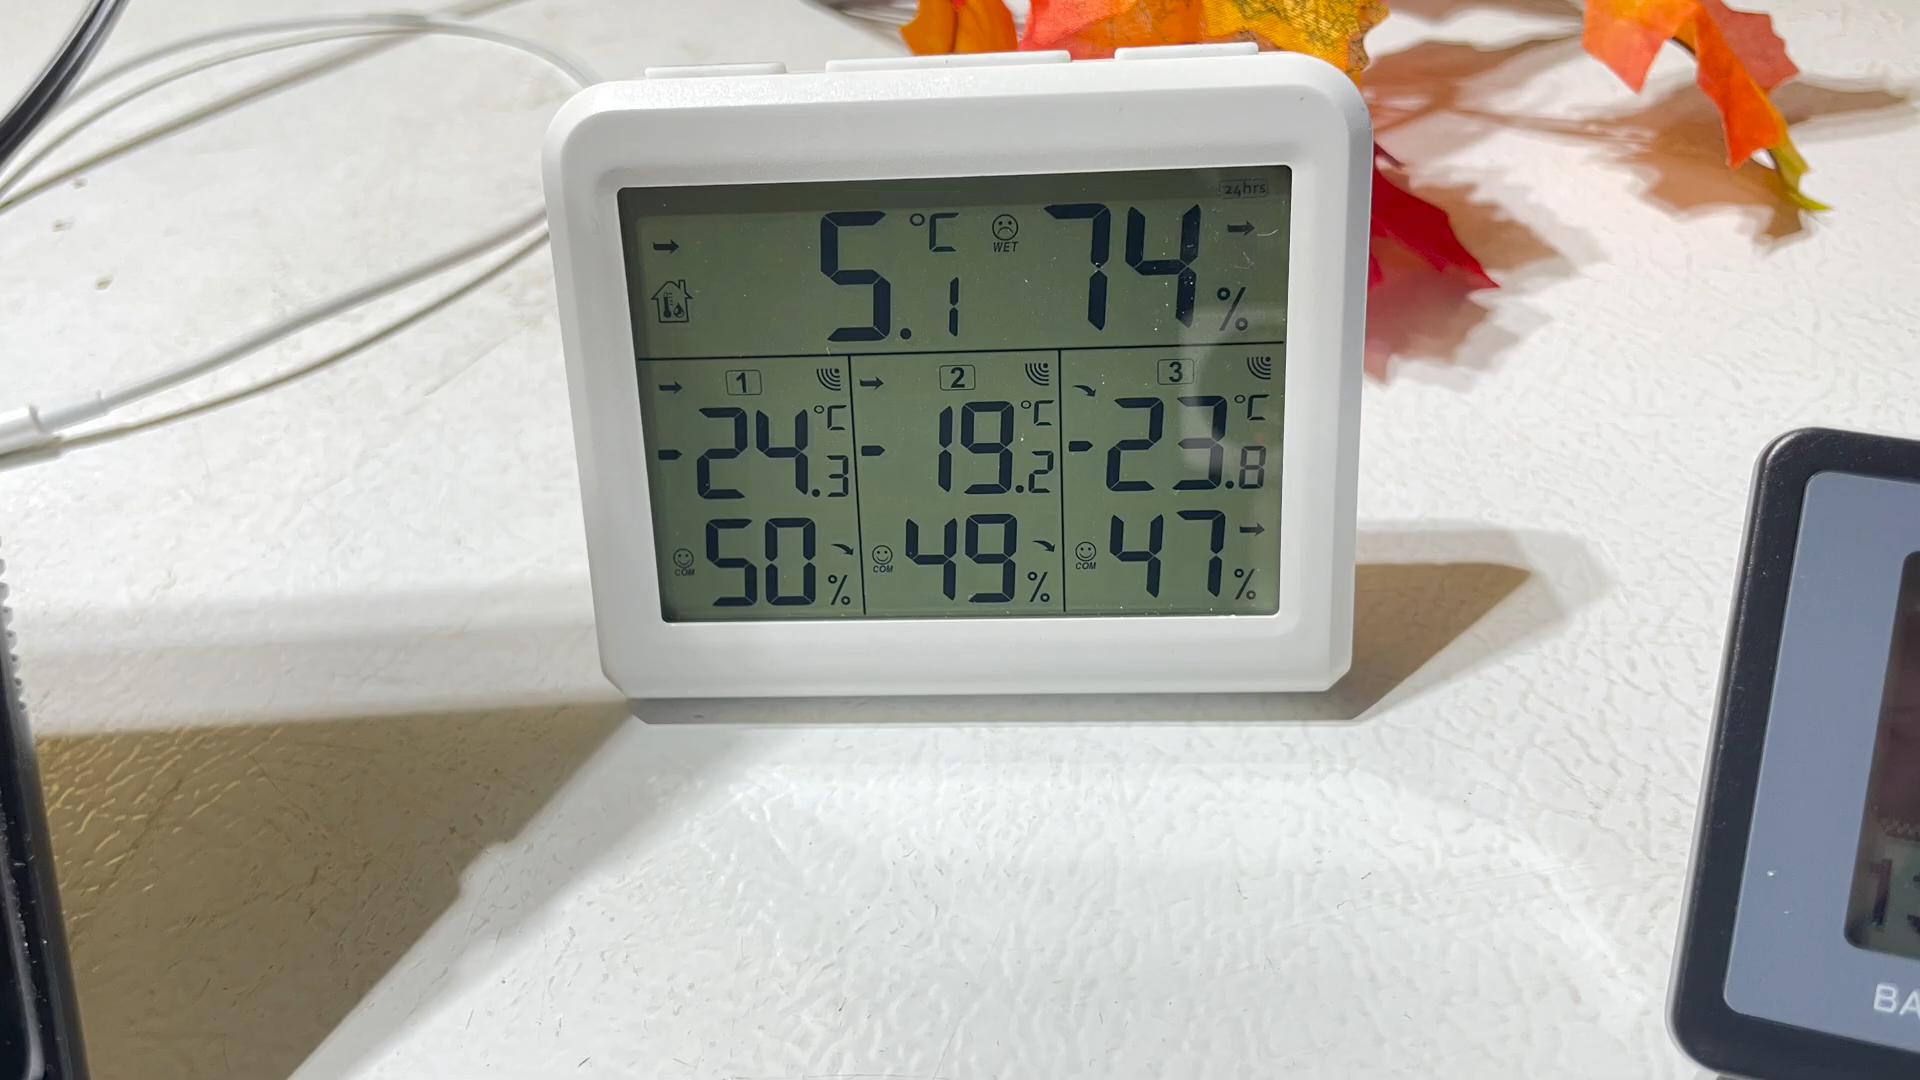 24hrs
5.1 °C WET 74 %
1 2 3
-24.3 °C -19.2 °C -23.8 °C
COM 50 % COM 49 % COM 47 %
BA